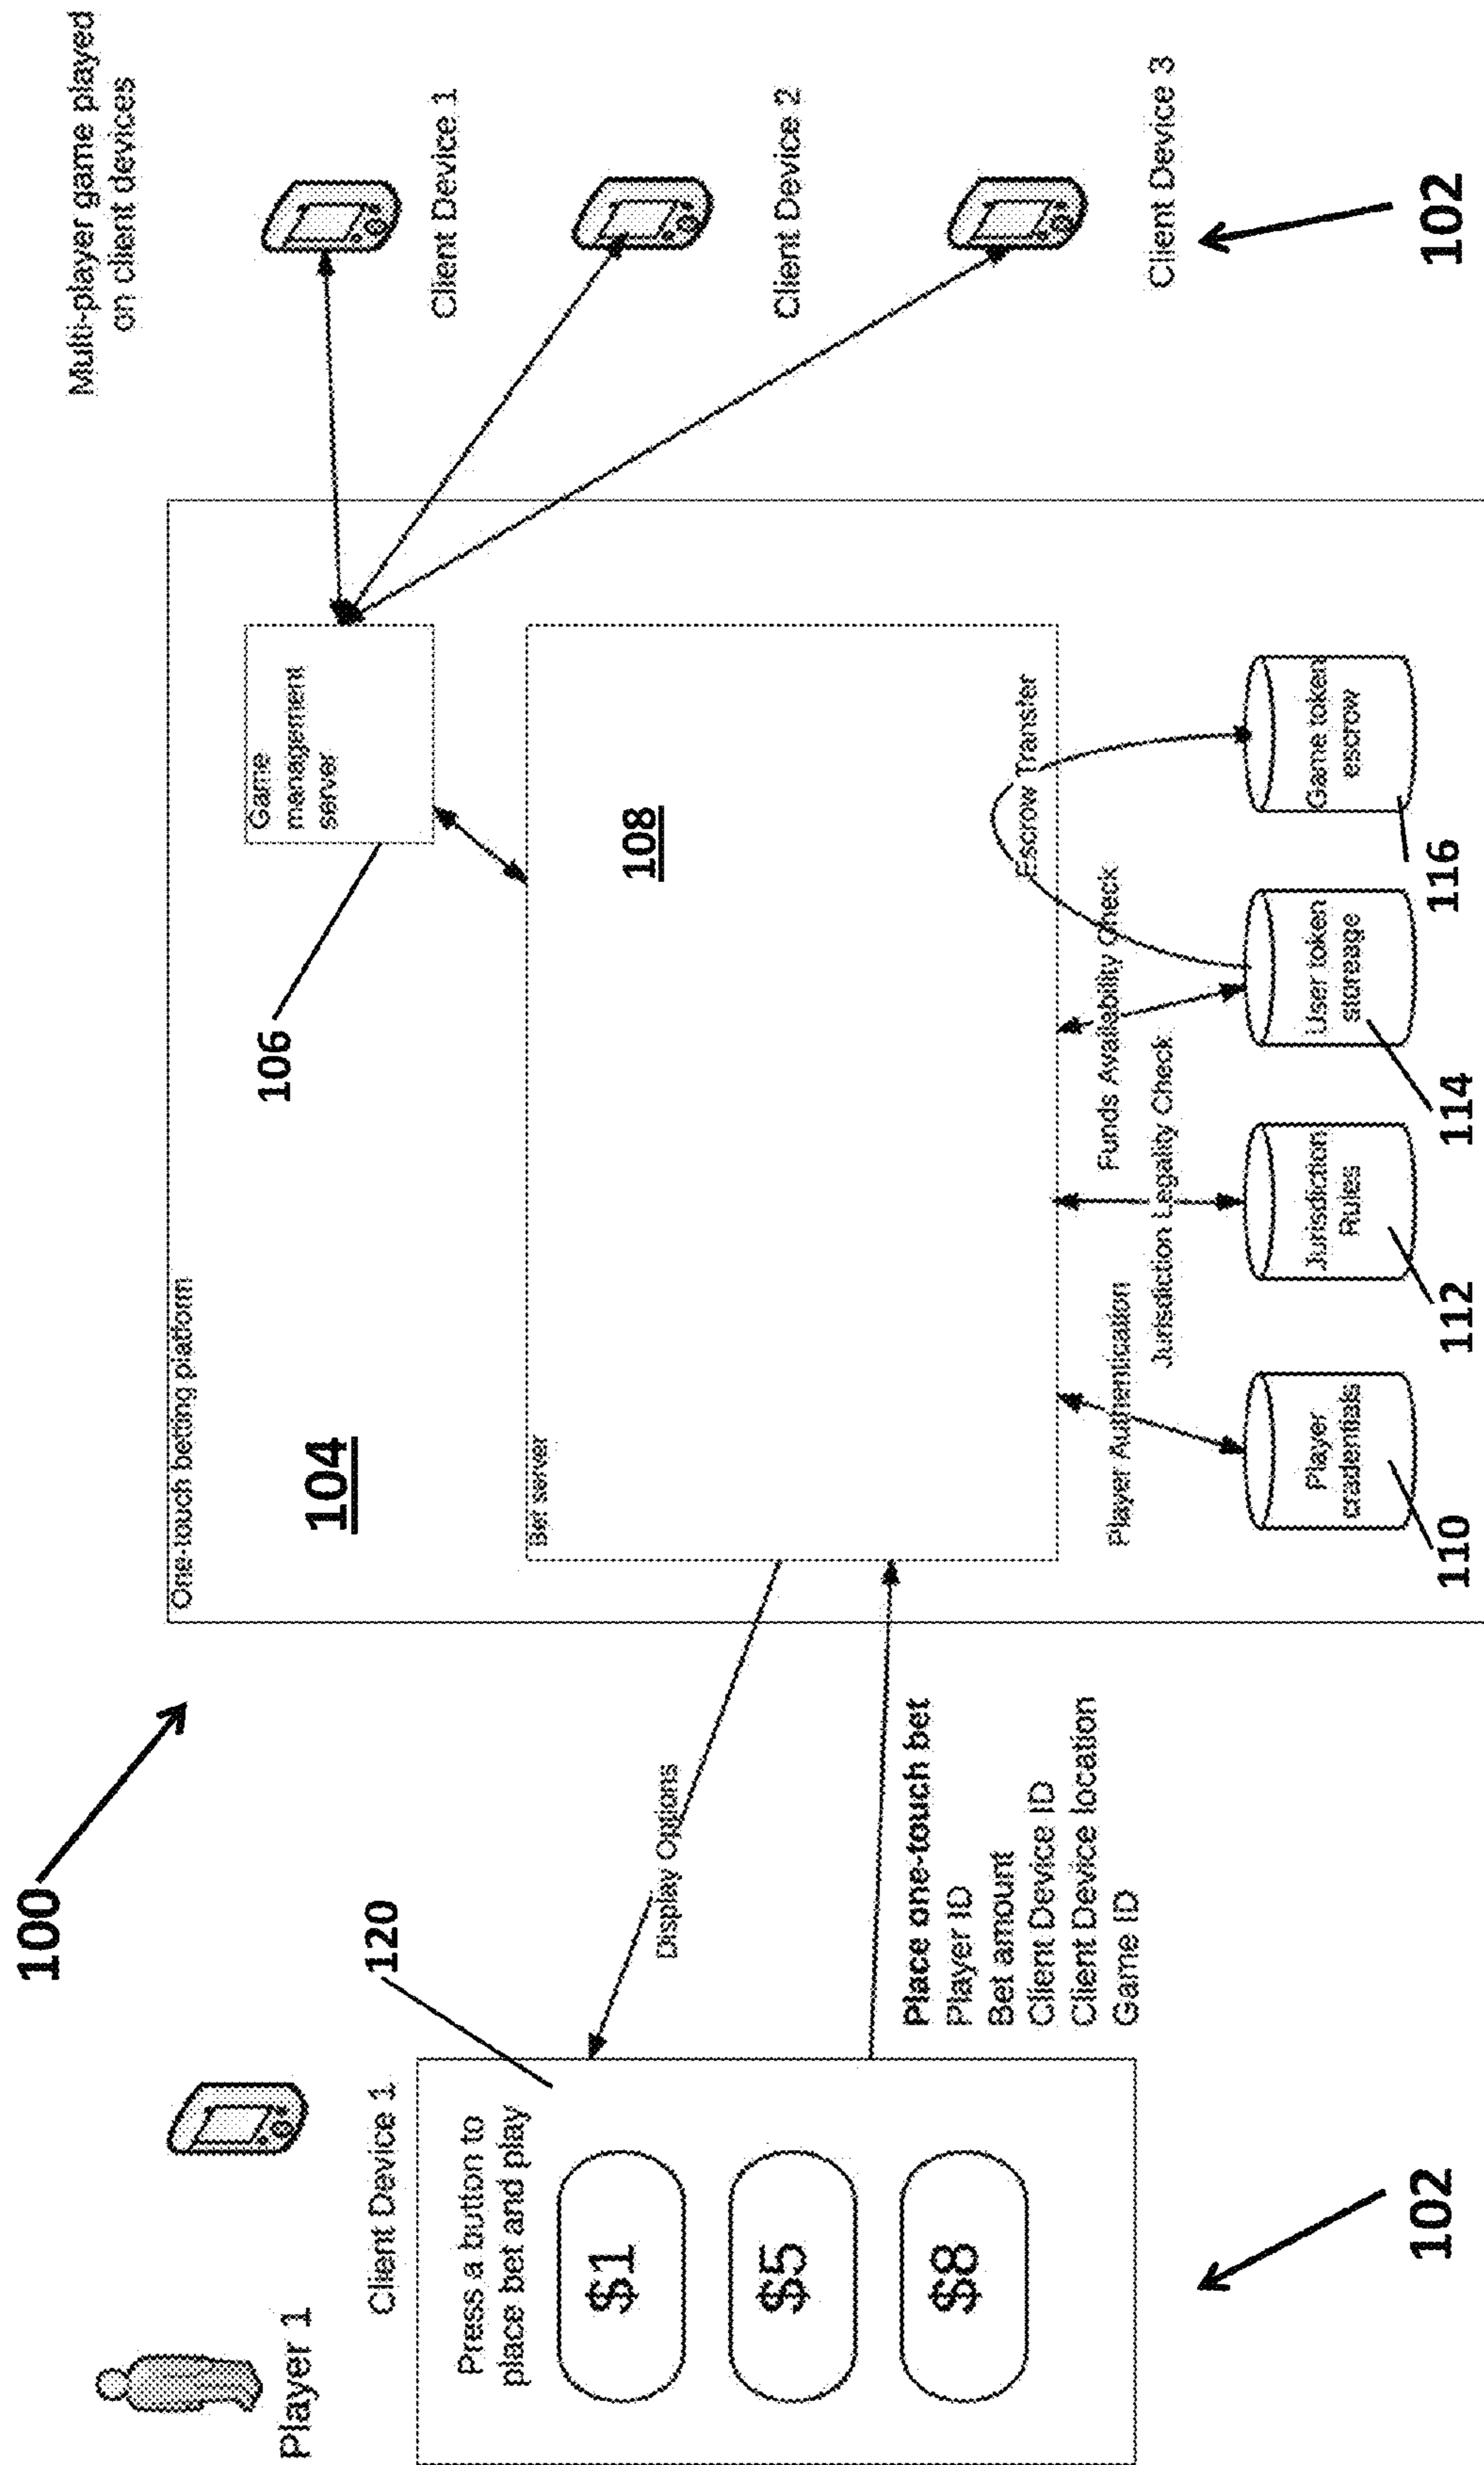 100
Multi-player game played
on client devices
Player 1
Client Device 1
Press a button to
place bet and play
$1
$5
$8
120
102
Display Options
Place one-touch bet
Player ID
Bet amount
Client Device ID
Client Device location
Game ID
One-touch betting platform
104
106
Game
management
server
Bet server
108
Player Authentication
Jurisdiction Legality Check
Funds Availability Check
Escrow Transfer
Player
cradentials
110
Jurisdiction
Rules
112
User token
storeage
114
Game token
escrow
116
Client Device 1
Client Device 2
Client Device 3
102